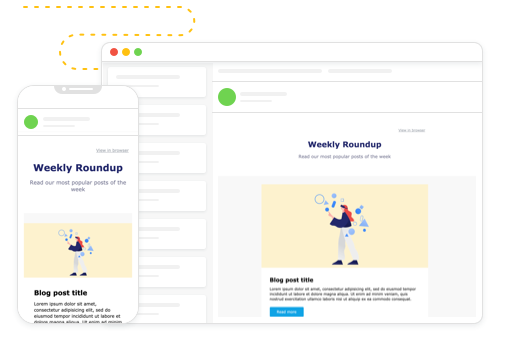 View in browser
Weekly Roundup
Read our most popular posts of the
week
Blog post title
Lorem ipsum dolor sit amet,
consectetur adipisicing elit, sed do
eiusmod tempor incididunt ut labore et
dolore magna aliqua. Ut enim ad minim
View in browser
Weekly Roundup
Read our most popular posts of the week
Blog post title
Lorem ipsum dolor sit amet, consectetur adipisicing elit, sed do eiusmod tempor
incididunt ut labore et dolore magna aliqua. Ut enim ad minim veniam, quis
nostrud exercitation ullamco laboris nisi ut aliquip ex ea commodo consequat.
Read more